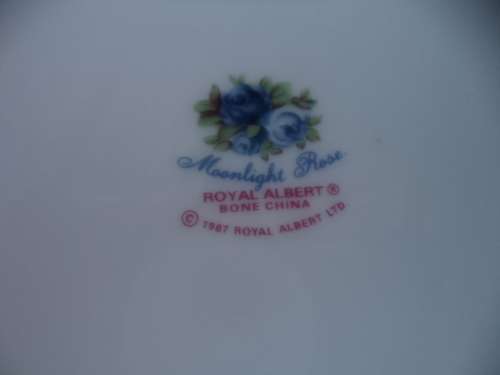 Moonlight Rose
ROYAL ALBERT ®
BONE CHINA
© 1987 ROYAL ALBERT LTD